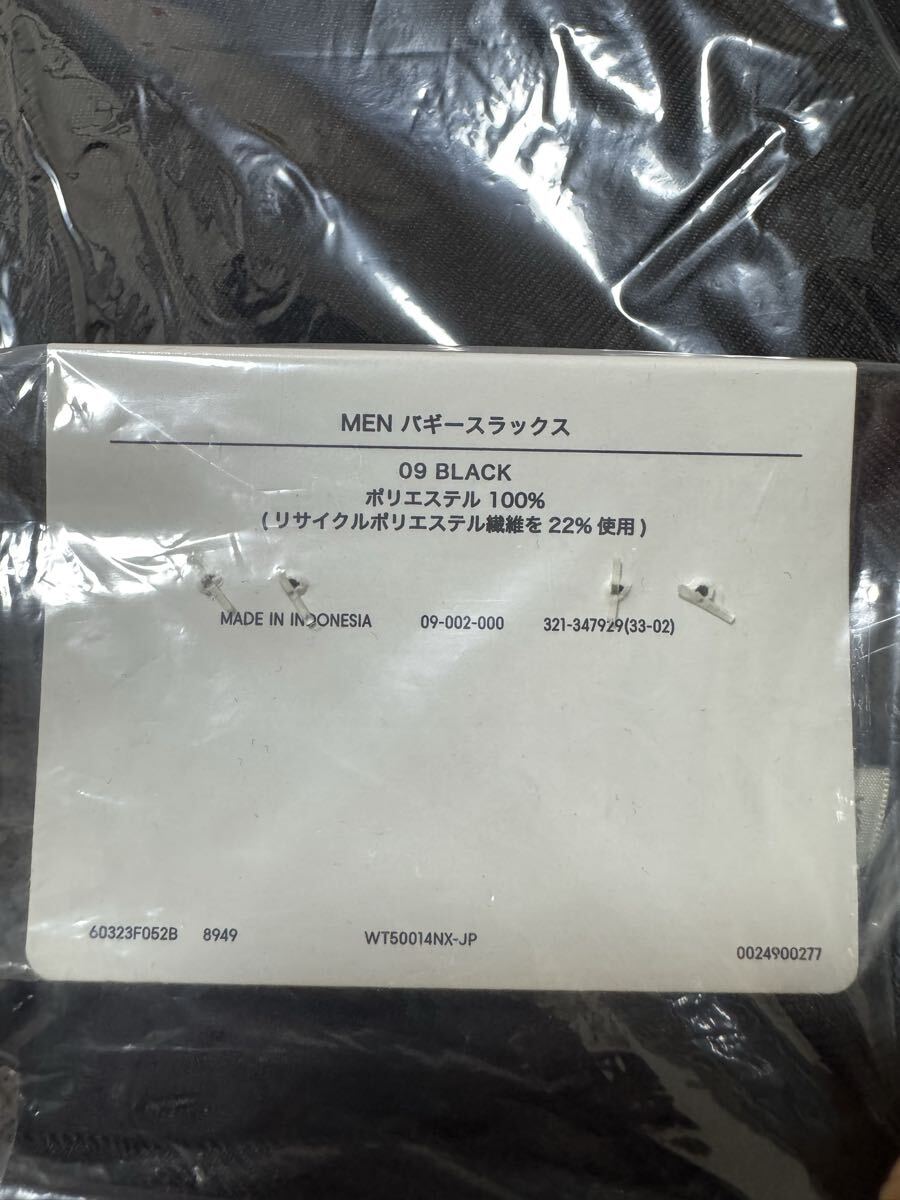 MEN バギースラックス
09 BLACK
ポリエステル 100%
(リサイクルポリエステル繊維を 22% 使用)
MADE IN INDONESIA 09-002-000 321-347929(33-02)
60323F052B 8949 WT50014NX-JP 0024900277